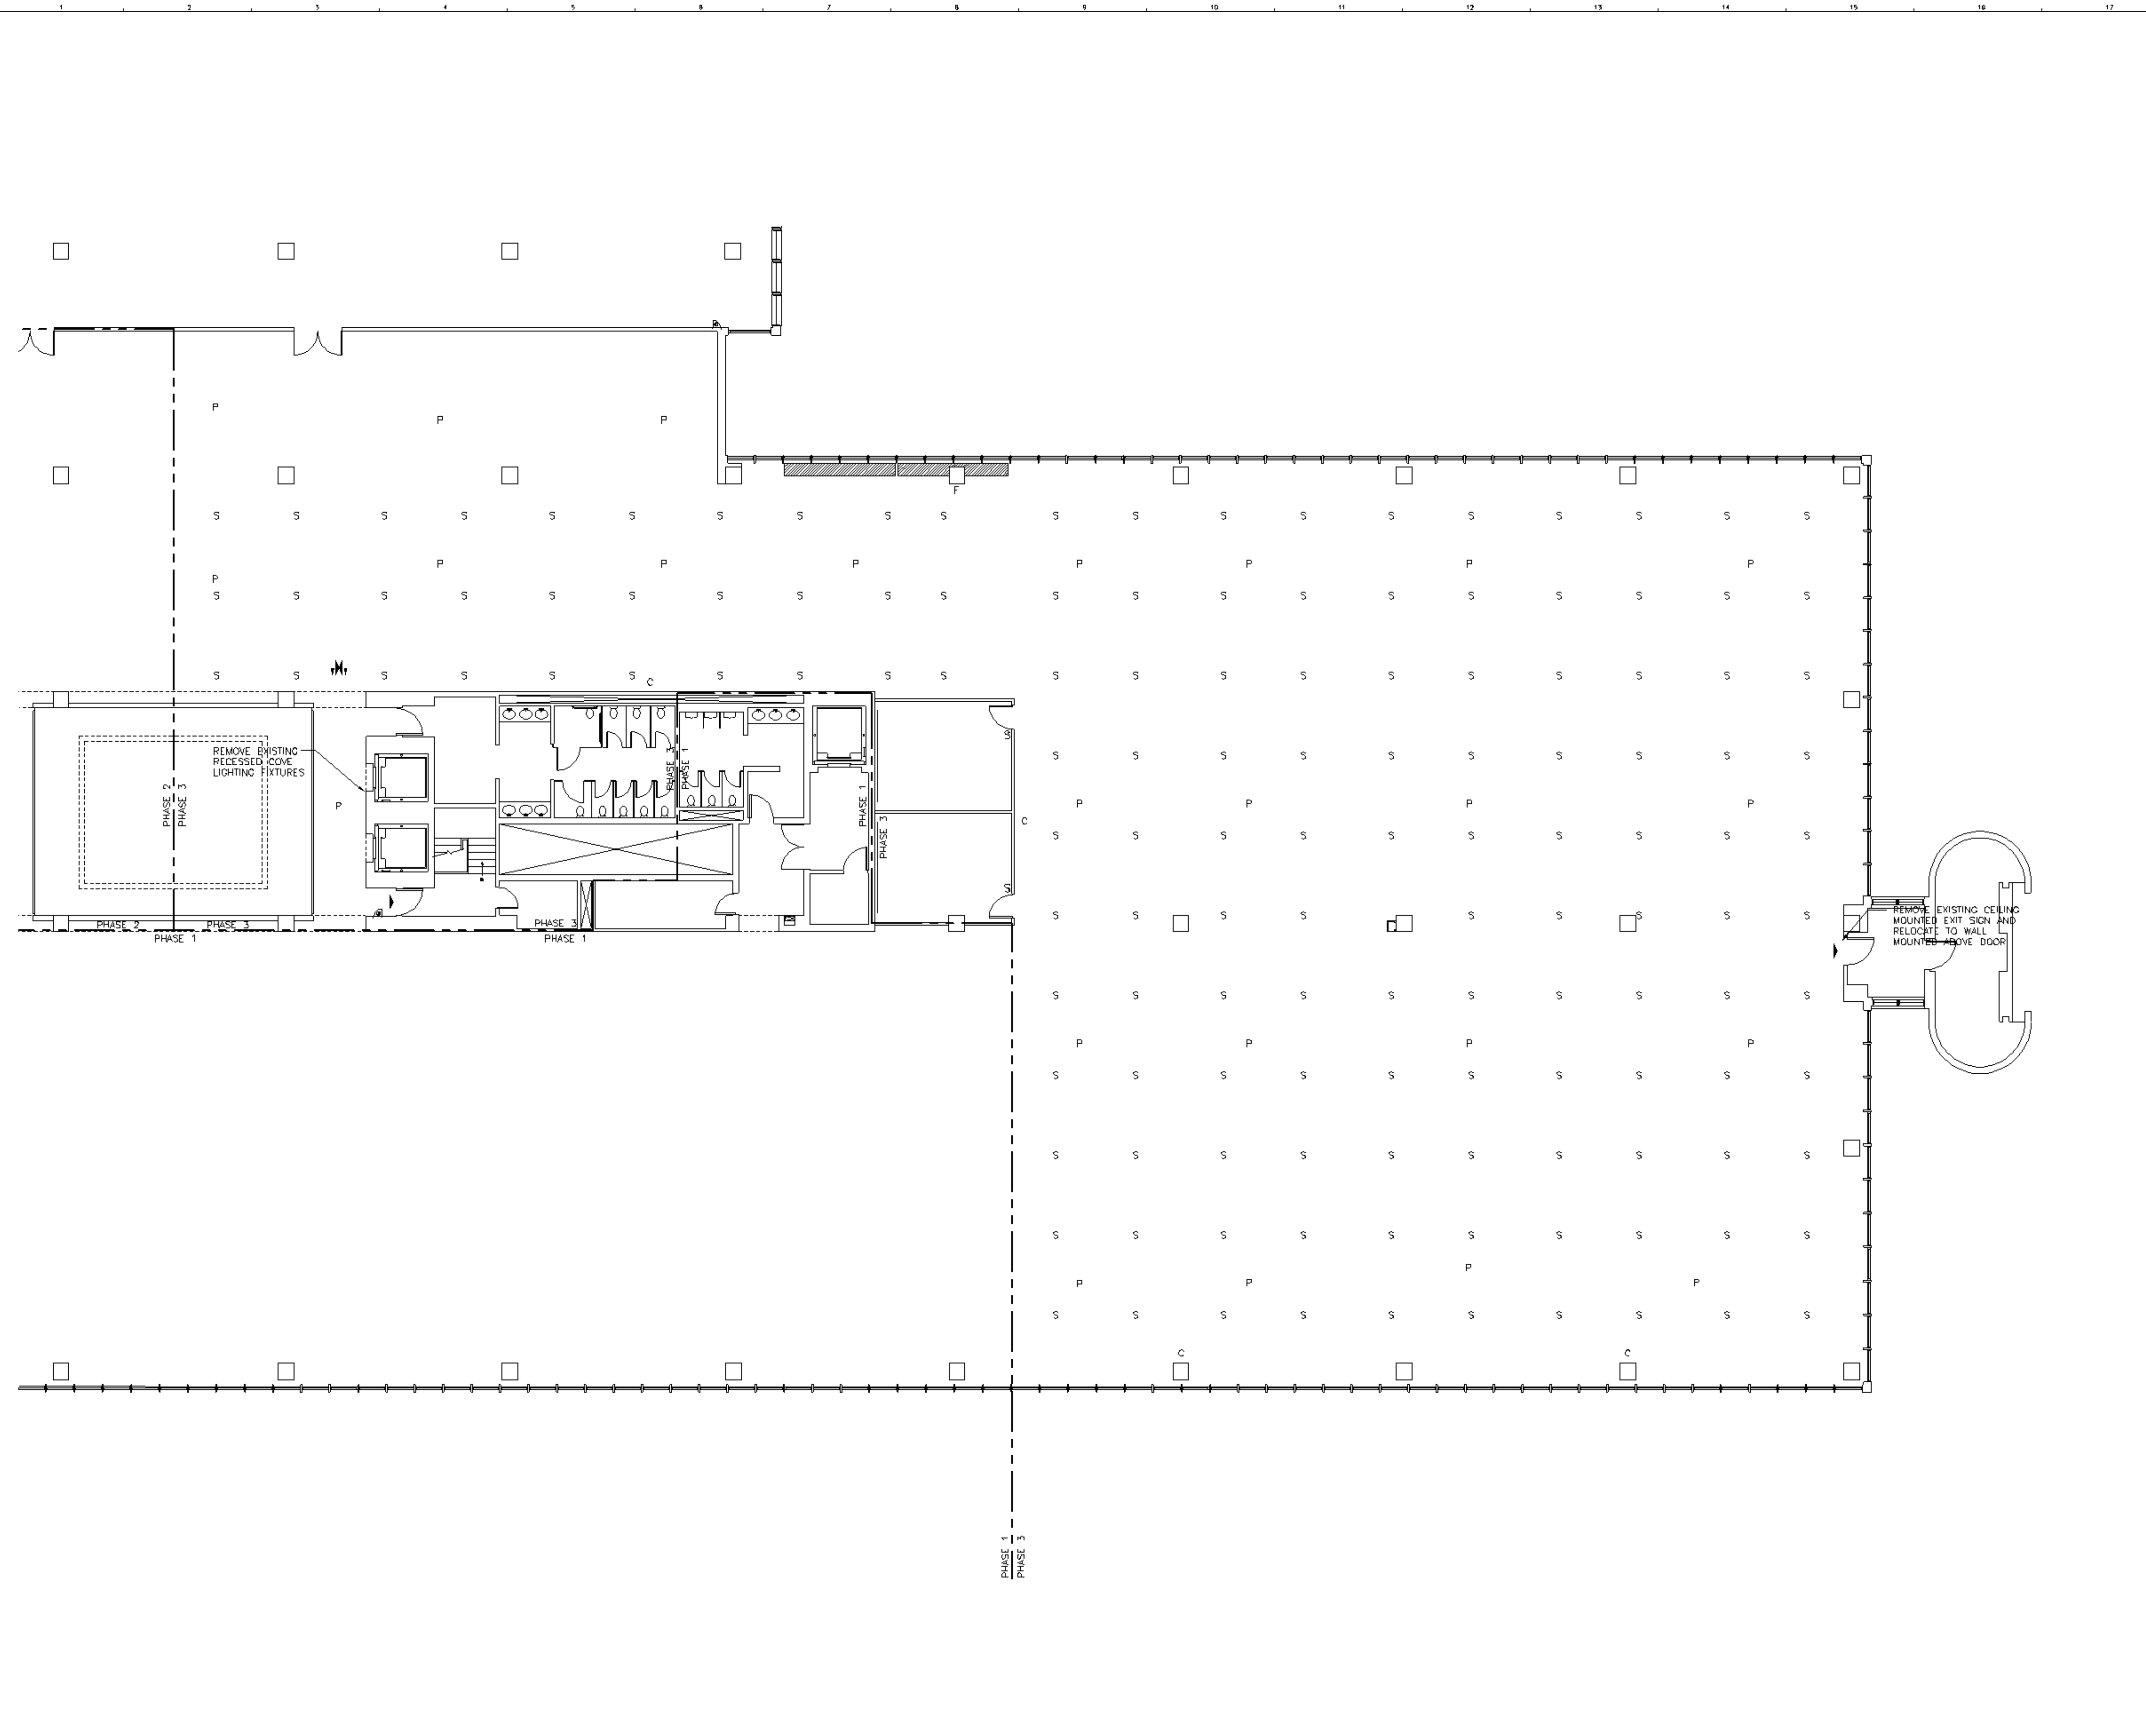 1 2 3 4 5 6 7 8 9 10 11 12 13 14 15 16 17
P
P P
F
S S S S S S S S S S S S S S S S S S S S
P P P P P P P
P
S S S S S S S S S S S S S S S S S S S S
S S S S S S S S S S S S S S S S S S S S
C
S
REMOVE EXISTING
RECESSED COVE
LIGHTING FIXTURES
S S S S S S S S S S
PHASE 2
PHASE 3
P
PHASE 3
PHASE 1
PHASE 1
PHASE 3
P P P P
C
S S S S S S S S S S
S
REMOVE EXISTING CEILING
MOUNTED EXIT SIGN AND
RELOCATE TO WALL
MOUNTED ABOVE DOOR
S S S S S S S S S S
PHASE 2 PHASE 3
PHASE 1
PHASE 3
PHASE 1
S S S S S S S S S S
P P P P
S S S S S S S S S S
S S S S S S S S S S
S S S S S S S S S S
P
P P P
S S S S S S S S S S
C C
PHASE 1
PHASE 3